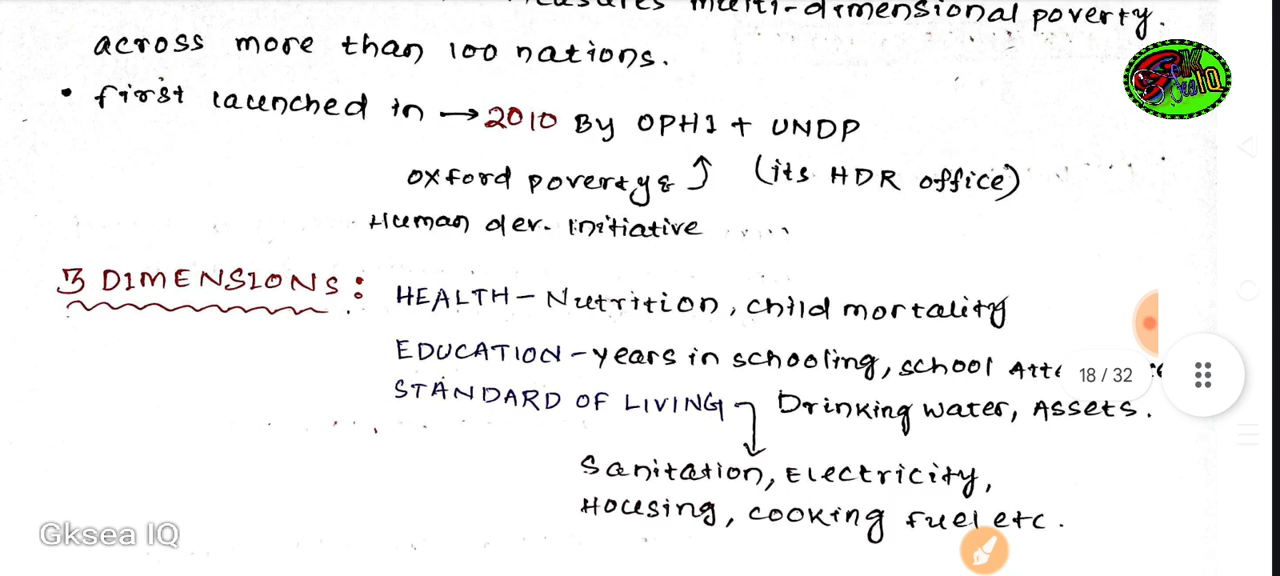 multi-dimensional poverty.
across more than 100 nations.
• first launched in → 2010 By OPHI + UNDP
oxford poverty & (its HDR office)
Human dev. Initiative .....
3 DIMENSIONS :
HEALTH - Nutrition, child mortality
EDUCATION - years in schooling, school
18 / 32
STANDARD OF LIVING Drinking water, Assets.
Sanitation, Electricity,
Housing, cooking fuel etc.
Gksea IQ